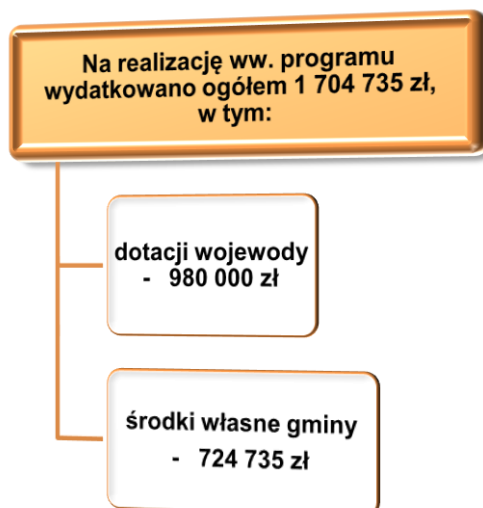 Na realizację ww. programu
wydatkowano ogółem 1 704 735 zł,
w tym:
dotacji wojewody
- 980 000 zł
środki własne gminy
- 724 735 zł